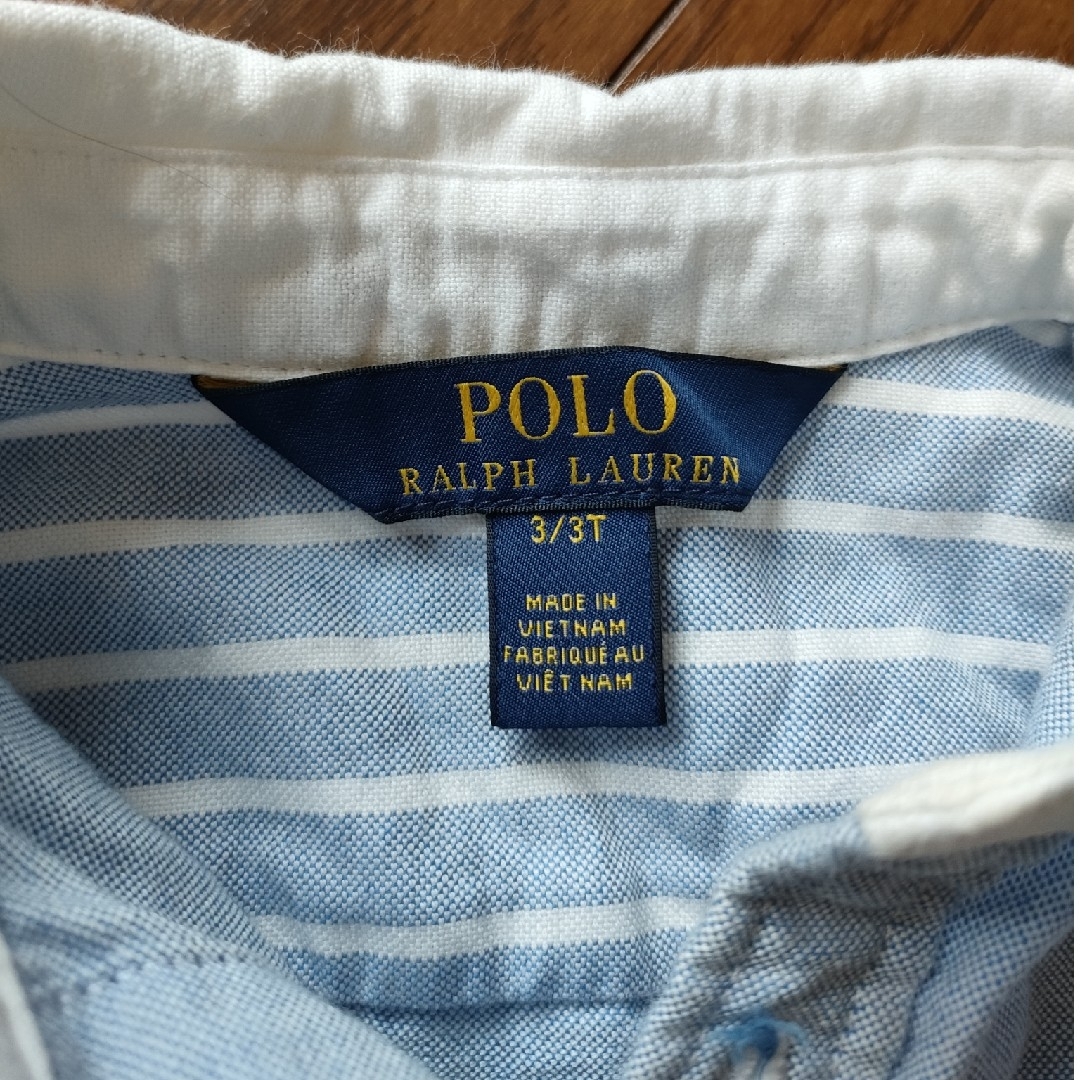 POLO
RALPH LAUREN
3/3T
MADE IN
VIETNAM
FABRIQUÉ AU
VIÊT NAM